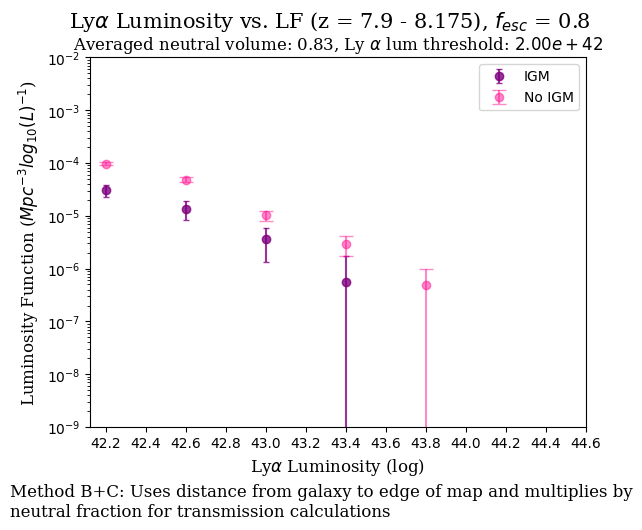 Lyα Luminosity vs. LF (z = 7.9 - 8.175), f_esc = 0.8
Averaged neutral volume: 0.83, Ly α lum threshold: 2.00e + 42
IGM
No IGM
Luminosity Function (Mpc⁻³log₁₀(L)⁻¹)
10⁻²
10⁻³
10⁻⁴
10⁻⁵
10⁻⁶
10⁻⁷
10⁻⁸
10⁻⁹
42.2 42.4 42.6 42.8 43.0 43.2 43.4 43.6 43.8 44.0 44.2 44.4 44.6
Lyα Luminosity (log)
Method B+C: Uses distance from galaxy to edge of map and multiplies by
neutral fraction for transmission calculations